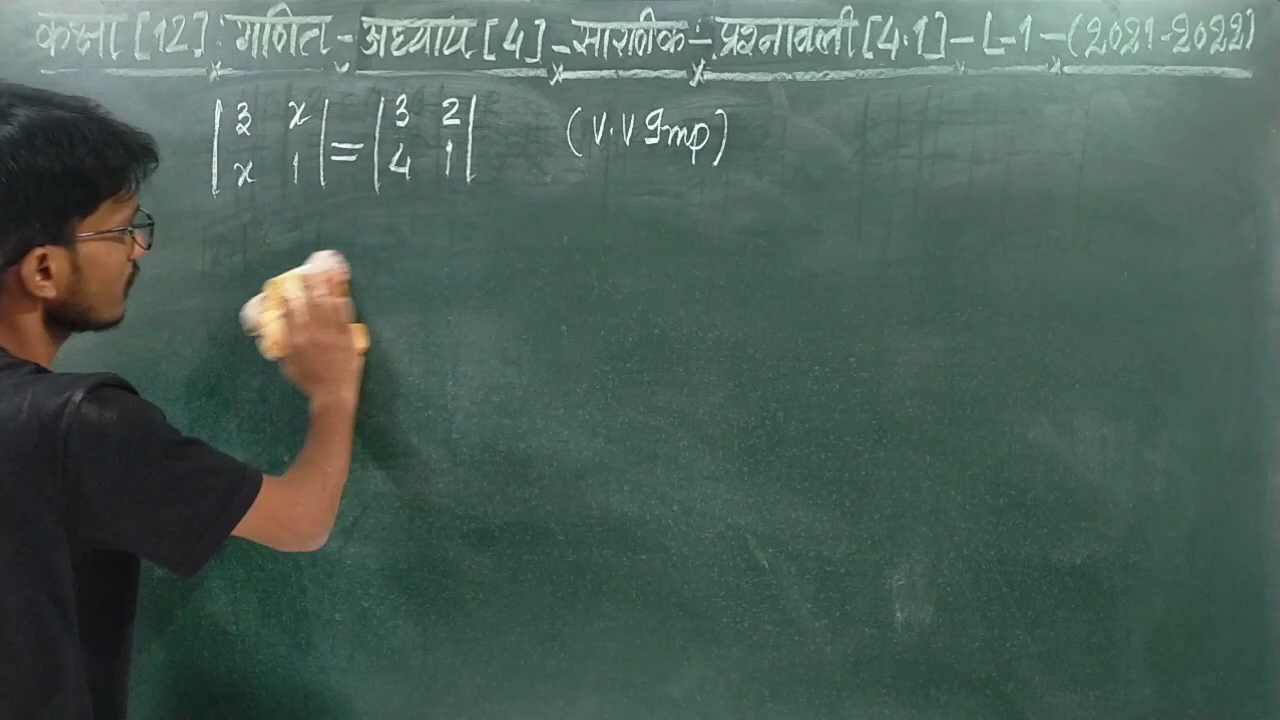 कक्षा [12]: गणित - अध्याय [4] - सारणीक - प्रश्नावली [4.1] - L-1 - (2021-2022)
| 3 x | = | 3 2 | (V.V Imp)
| x 1 | | 4 1 |